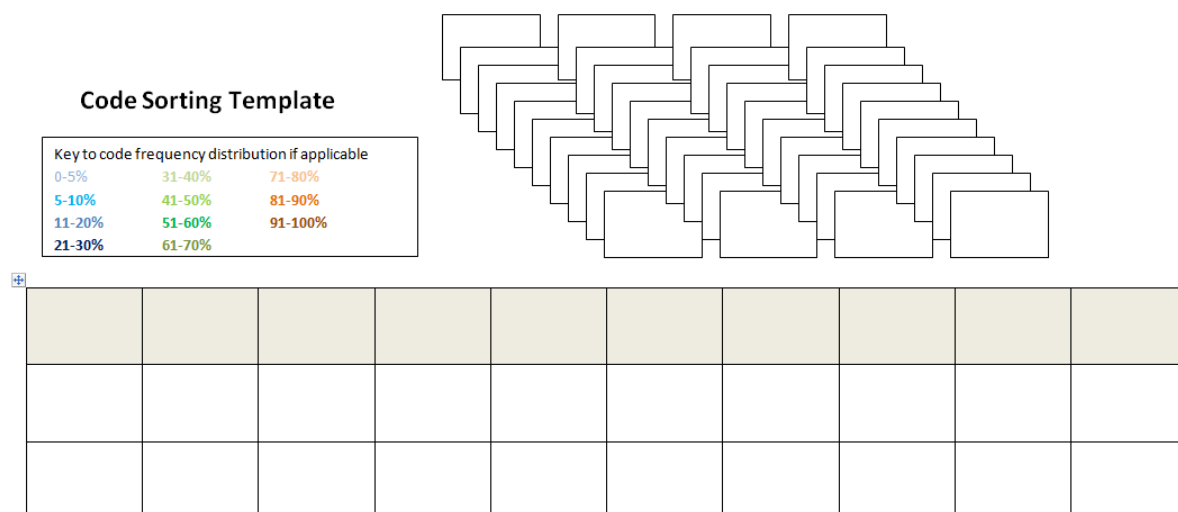 Code Sorting Template
Key to code frequency distribution if applicable
0-5% 31-40% 71-80%
5-10% 41-50% 81-90%
11-20% 51-60% 91-100%
21-30% 61-70%